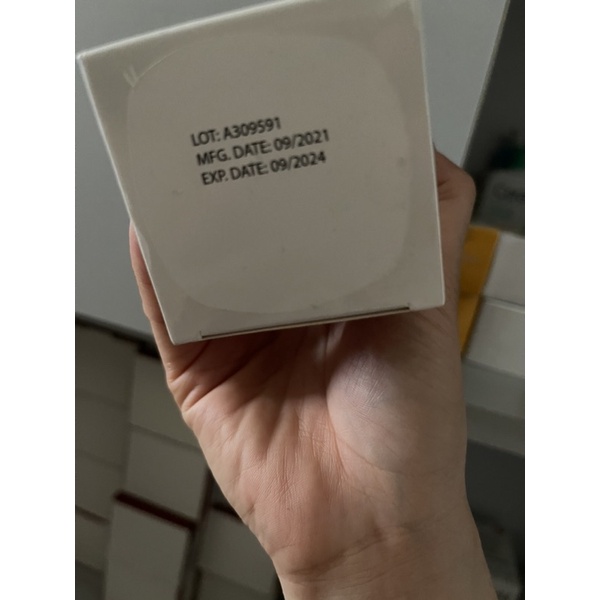 LOT: A309591
MFG. DATE: 09/2021
EXP. DATE: 09/2024